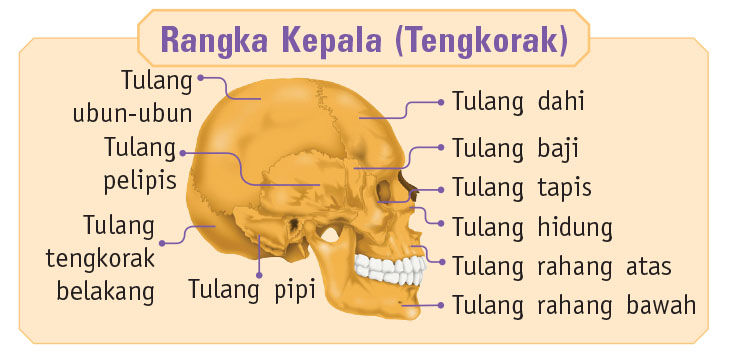 Rangka Kepala (Tengkorak)
Tulang
ubun-ubun
Tulang
pelipis
Tulang
tengkorak
belakang
Tulang pipi
Tulang dahi
Tulang baji
Tulang tapis
Tulang hidung
Tulang rahang atas
Tulang rahang bawah